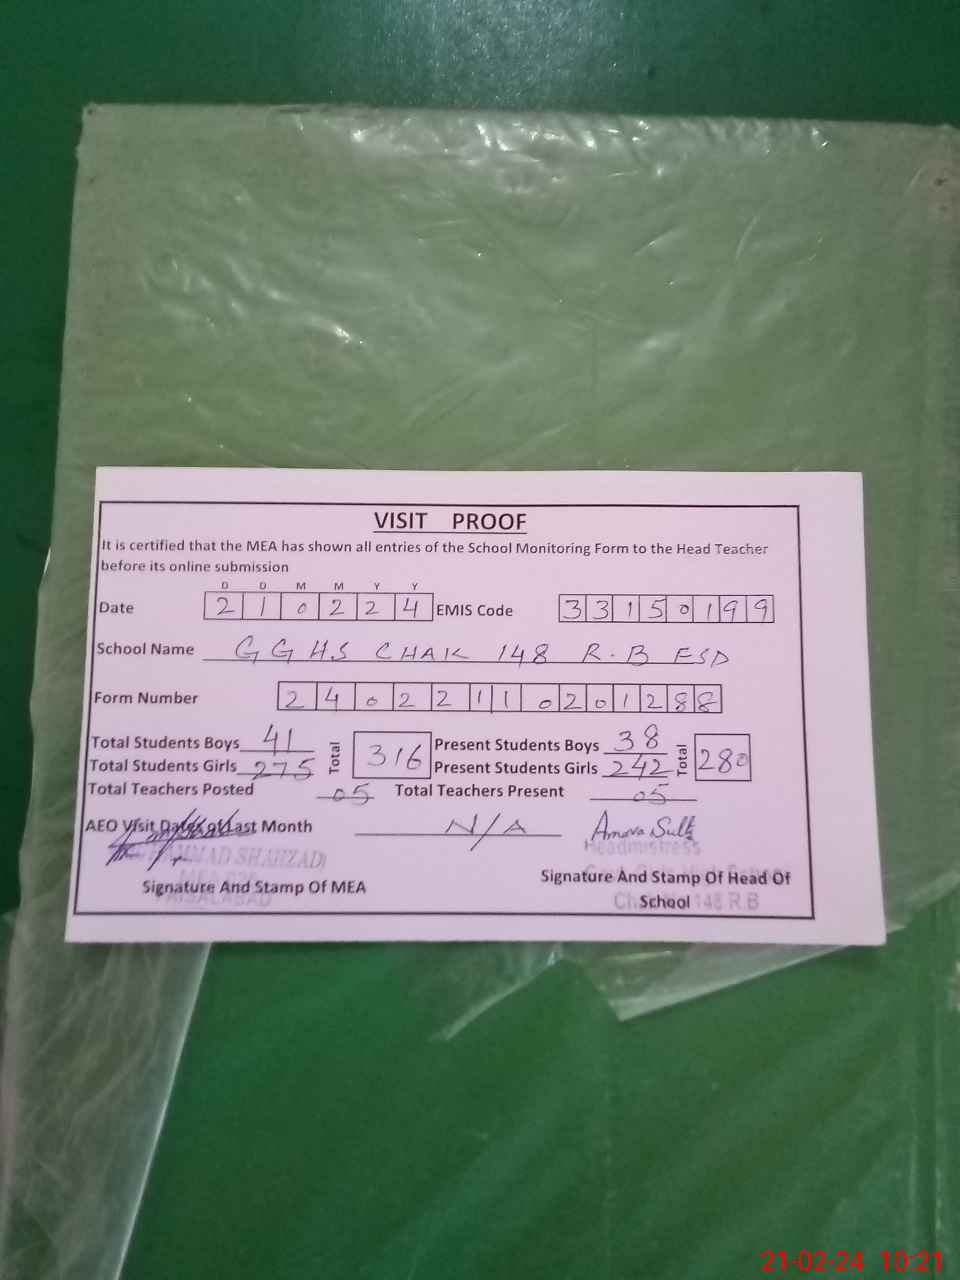 VISIT PROOF
It is certified that the MEA has shown all entries of the School Monitoring Form to the Head Teacher
before its online submission
D D M M Y Y
Date 2 1 0 2 2 4 EMIS Code 3 3 1 5 0 1 9 9
School Name G G H S CHAK 148 R.B FSD
Form Number 2 4 0 2 2 1 1 0 2 0 1 2 8 8
Total Students Boys 41 Total 316 Present Students Boys 38 Total 280
Total Students Girls 275 Present Students Girls 242
Total Teachers Posted 05 Total Teachers Present 05
AEO Visit Dates of Last Month N/A
SHAHZAD
Headmistress
Signature And Stamp Of MEA
FAISALABAD
Signature And Stamp Of Head Of
School
148 R.B
21-02-24 10:21